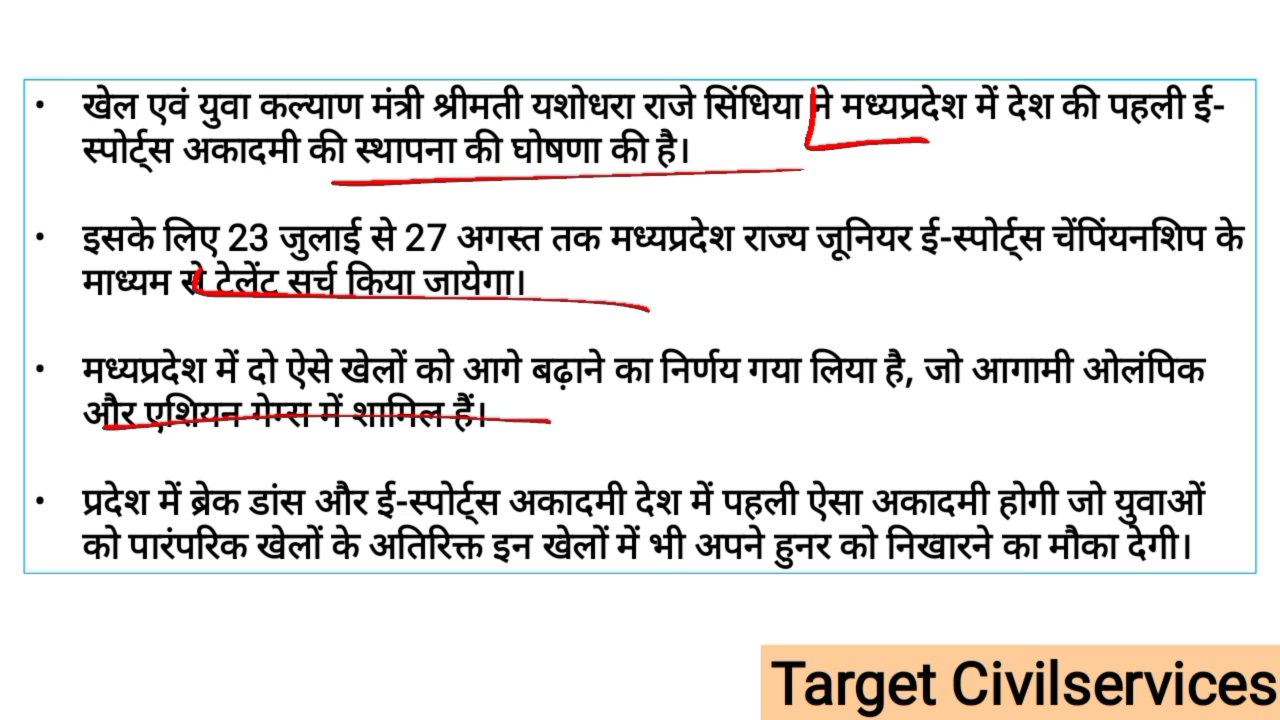 • खेल एवं युवा कल्याण मंत्री श्रीमती यशोधरा राजे सिंधिया ने मध्यप्रदेश में देश की पहली ई-
स्पोर्ट्स अकादमी की स्थापना की घोषणा की है।
• इसके लिए 23 जुलाई से 27 अगस्त तक मध्यप्रदेश राज्य जूनियर ई-स्पोर्ट्स चेंपिंयनशिप के
माध्यम से टेलेंट सर्च किया जायेगा।
• मध्यप्रदेश में दो ऐसे खेलों को आगे बढ़ाने का निर्णय गया लिया है, जो आगामी ओलंपिक
और एशियन गेम्स में शामिल हैं।
• प्रदेश में ब्रेक डांस और ई-स्पोर्ट्स अकादमी देश में पहली ऐसा अकादमी होगी जो युवाओं
को पारंपरिक खेलों के अतिरिक्त इन खेलों में भी अपने हुनर को निखारने का मौका देगी।
Target Civilservices